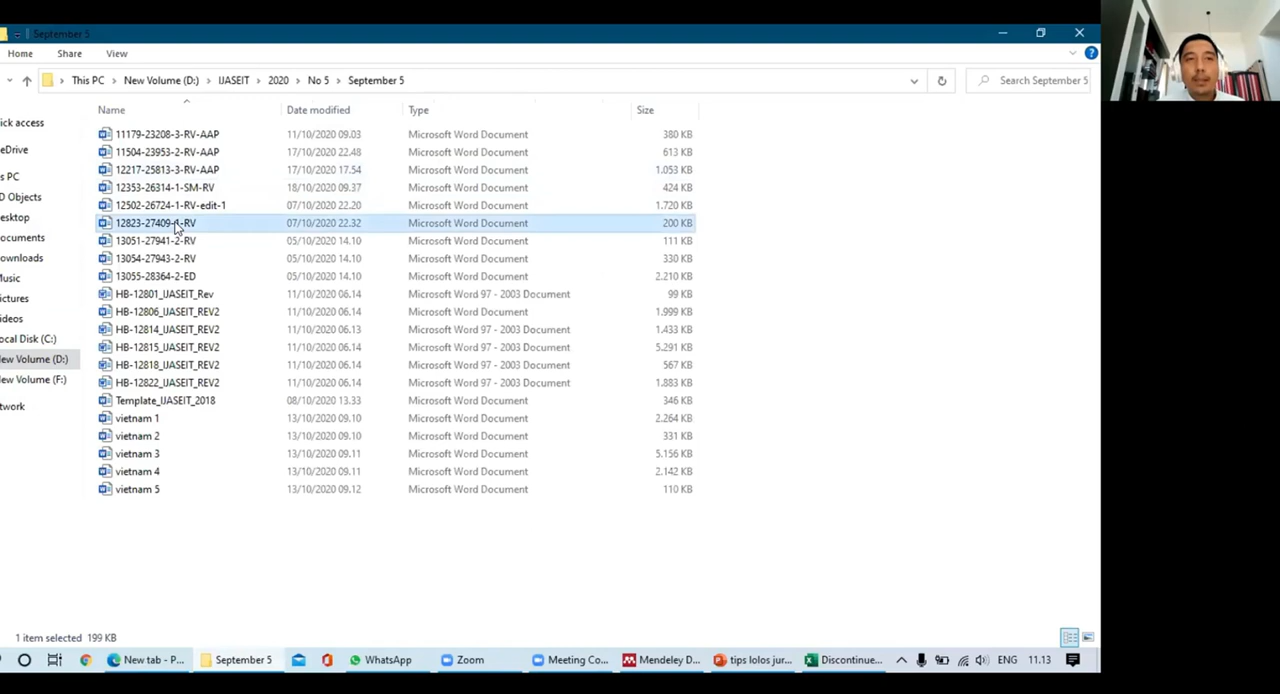 September 5
Home Share View
This PC New Volume (D:) IJASEIT 2020 No 5 September 5 Search September 5
Name Date modified Type Size
11179-23208-3-RV-AAP 11/10/2020 09.03 Microsoft Word Document 380 KB
11504-23953-2-RV-AAP 17/10/2020 22.48 Microsoft Word Document 613 KB
12217-25813-3-RV-AAP 17/10/2020 17.54 Microsoft Word Document 1.053 KB
12353-26314-1-SM-RV 18/10/2020 09.37 Microsoft Word Document 424 KB
12502-26724-1-RV-edit-1 07/10/2020 22.20 Microsoft Word Document 1.720 KB
12823-27409-1-RV 07/10/2020 22.32 Microsoft Word Document 200 KB
13051-27941-2-RV 05/10/2020 14.10 Microsoft Word Document 111 KB
13054-27943-2-RV 05/10/2020 14.10 Microsoft Word Document 330 KB
13055-28364-2-ED 05/10/2020 14.10 Microsoft Word Document 2.210 KB
HB-12801_IJASEIT_Rev 11/10/2020 06.14 Microsoft Word 97 - 2003 Document 99 KB
HB-12806_IJASEIT_REV2 11/10/2020 06.14 Microsoft Word Document 1.999 KB
HB-12814_IJASEIT_REV2 11/10/2020 06.13 Microsoft Word 97 - 2003 Document 1.433 KB
HB-12815_IJASEIT_REV2 11/10/2020 06.14 Microsoft Word 97 - 2003 Document 5.291 KB
HB-12818_IJASEIT_REV2 11/10/2020 06.14 Microsoft Word 97 - 2003 Document 567 KB
HB-12822_IJASEIT_REV2 11/10/2020 06.14 Microsoft Word 97 - 2003 Document 1.883 KB
Template_IJASEIT_2018 08/10/2020 13.33 Microsoft Word Document 346 KB
vietnam 1 13/10/2020 09.10 Microsoft Word Document 2.264 KB
vietnam 2 13/10/2020 09.10 Microsoft Word Document 331 KB
vietnam 3 13/10/2020 09.11 Microsoft Word Document 5.156 KB
vietnam 4 13/10/2020 09.11 Microsoft Word Document 2.142 KB
vietnam 5 13/10/2020 09.12 Microsoft Word Document 110 KB
ick access
eDrive
s PC
D Objects
esktop
ocuments
ownloads
usic
ictures
ideos
ocal Disk (C:)
ew Volume (D:)
ew Volume (F:)
etwork
1 item selected 199 KB
New tab - P... September 5 WhatsApp Zoom Meeting Co... Mendeley D... tips lolos jur... Discontinue... ENG 11.13